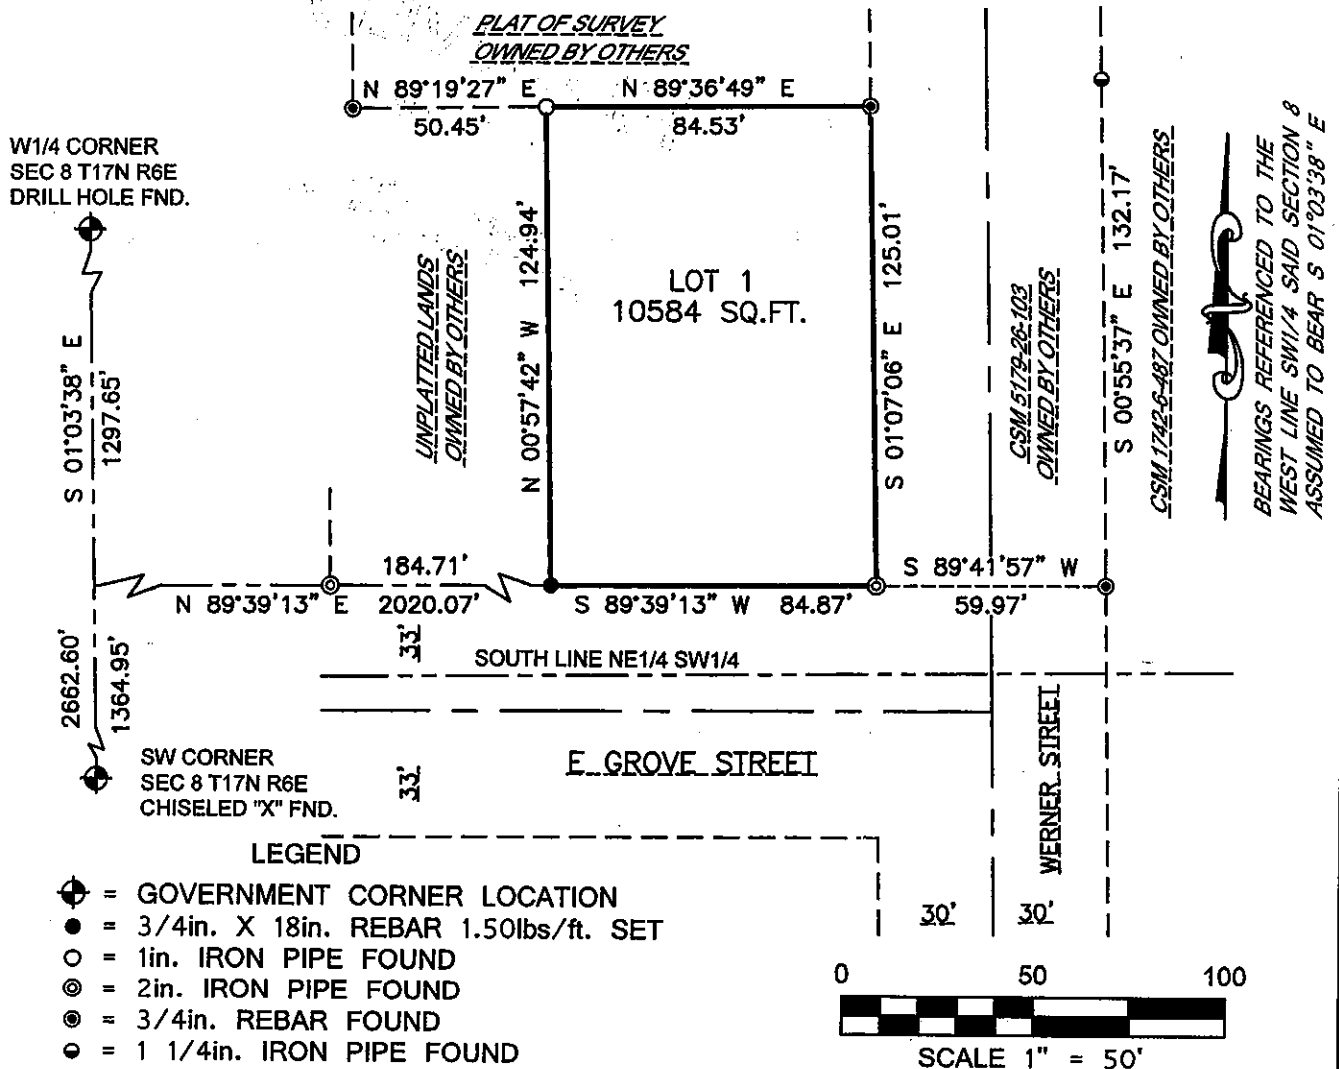 PLAT OF SURVEY
OWNED BY OTHERS
N 89°19'27" E
50.45'
N 89°36'49" E
84.53'
W1/4 CORNER
SEC 8 T17N R6E
DRILL HOLE FND.
S 01°03'38" E
1297.65'
UNPLATTED LANDS
OWNED BY OTHERS
N 00°57'42" W 124.94'
LOT 1
10584 SQ.FT.
S 01°07'06" E 125.01'
CSM 5179-26-103
OWNED BY OTHERS
S 00°55'37" E 132.17'
CSM 1742-6-487 OWNED BY OTHERS
BEARINGS REFERENCED TO THE
WEST LINE SW1/4 SAID SECTION 8
ASSUMED TO BEAR S 01°03'38" E
184.71'
N 89°39'13" E 2020.07'
S 89°39'13" W 84.87'
S 89°41'57" W
59.97'
2662.60'
1364.95'
33'
SOUTH LINE NE1/4 SW1/4
E GROVE STREET
33'
WERNER STREET
SW CORNER
SEC 8 T17N R6E
CHISELED "X" FND.
30'
30'
LEGEND
= GOVERNMENT CORNER LOCATION
= 3/4in. X 18in. REBAR 1.50lbs/ft. SET
= 1in. IRON PIPE FOUND
= 2in. IRON PIPE FOUND
= 3/4in. REBAR FOUND
= 1 1/4in. IRON PIPE FOUND
0 50 100
SCALE 1" = 50'